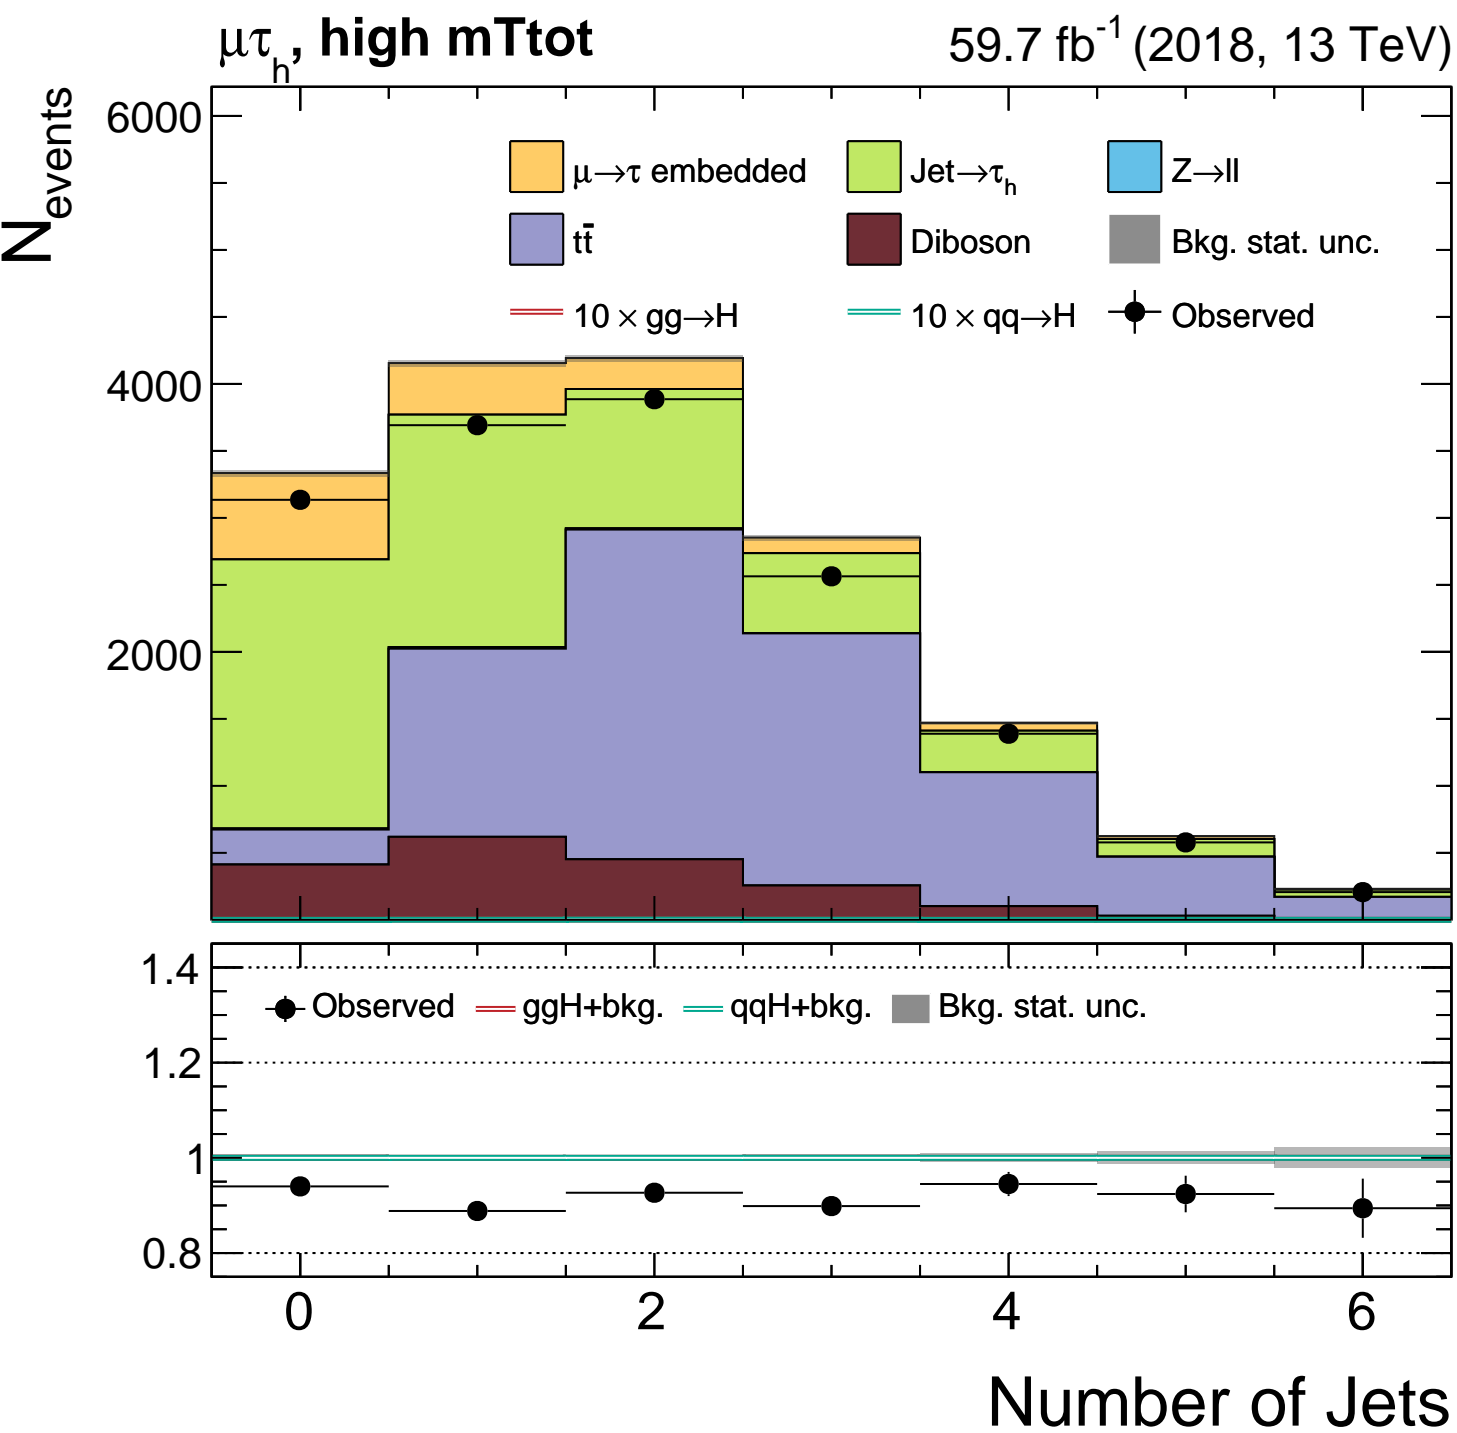 μτh, high mTtot 59.7 fb⁻¹ (2018, 13 TeV)
Nevents
6000
4000
2000
μ→τ embedded Jet→τh Z→ll
tt̄ Diboson Bkg. stat. unc.
10 × gg→H 10 × qq→H Observed
1.4
1.2
1
0.8
Observed ggH+bkg. qqH+bkg. Bkg. stat. unc.
0 2 4 6
Number of Jets